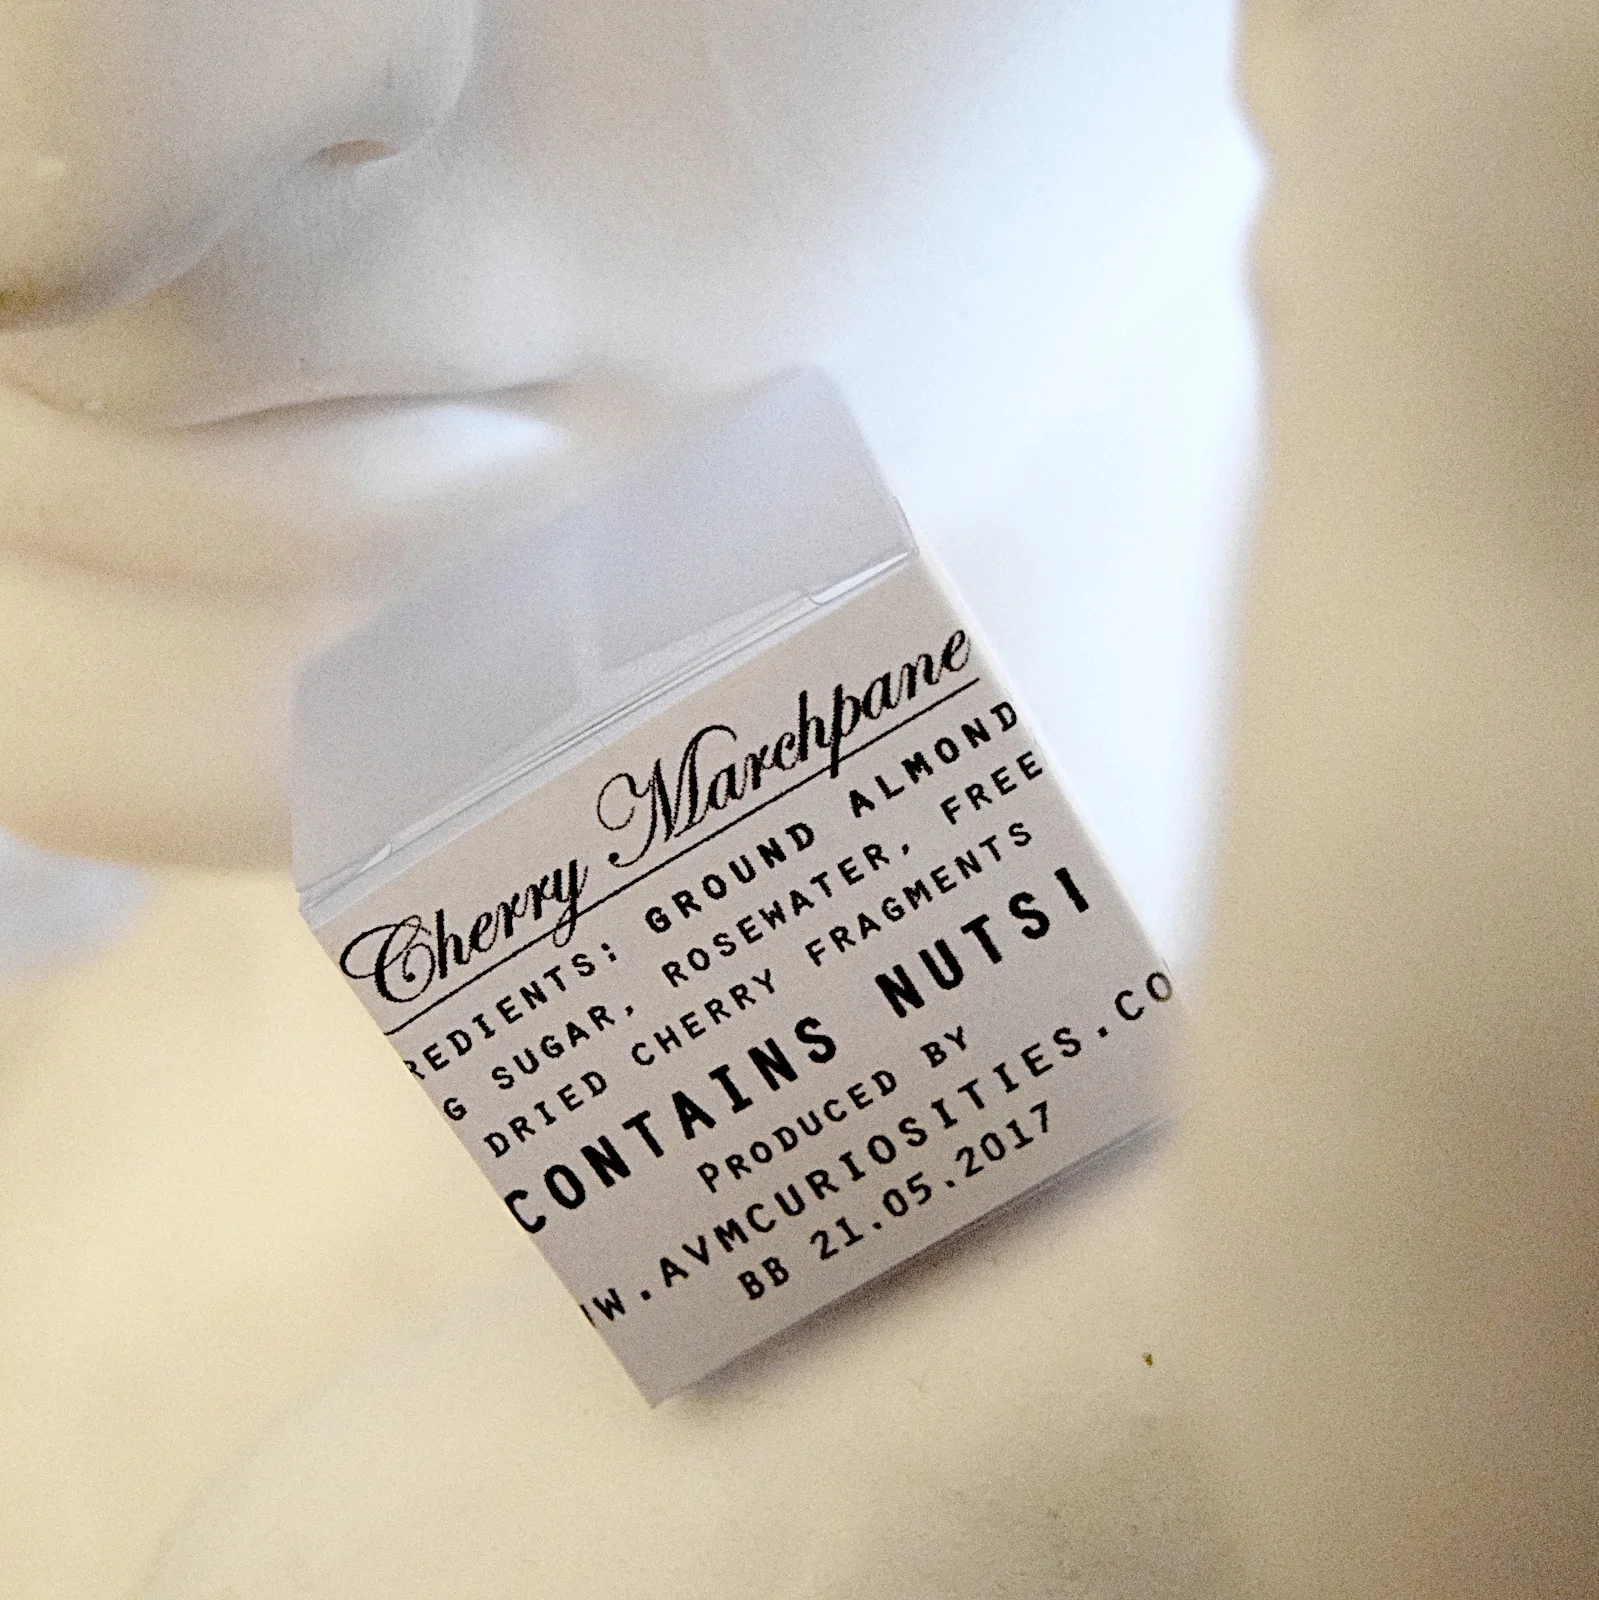 Cherry Marchpane
REDIENTS: GROUND ALMOND
G SUGAR, ROSEWATER, FREE
DRIED CHERRY FRAGMENTS
CONTAINS NUTS!
PRODUCED BY
WW.AVMCURIOSITIES.CO
BB 21.05.2017